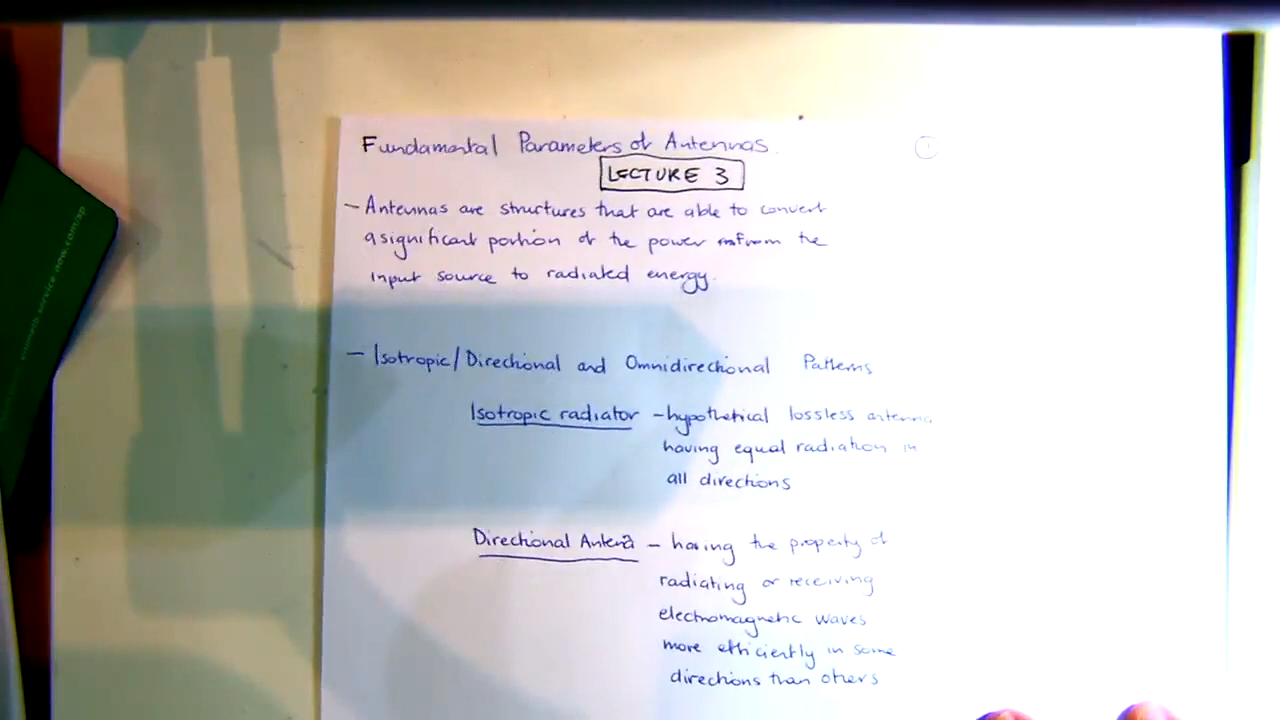 Fundamental Parameters of Antennas.
1
LECTURE 3
- Antennas are structures that are able to convert
a significant portion of the power from the
input source to radiated energy.
- Isotropic/Directional and Omnidirectional Patterns
Isotropic radiator - hypothetical lossless antenna
having equal radiation in
all directions
Directional Antena - having the property of
radiating or receiving
electromagnetic waves
more efficiently in some
directions than others